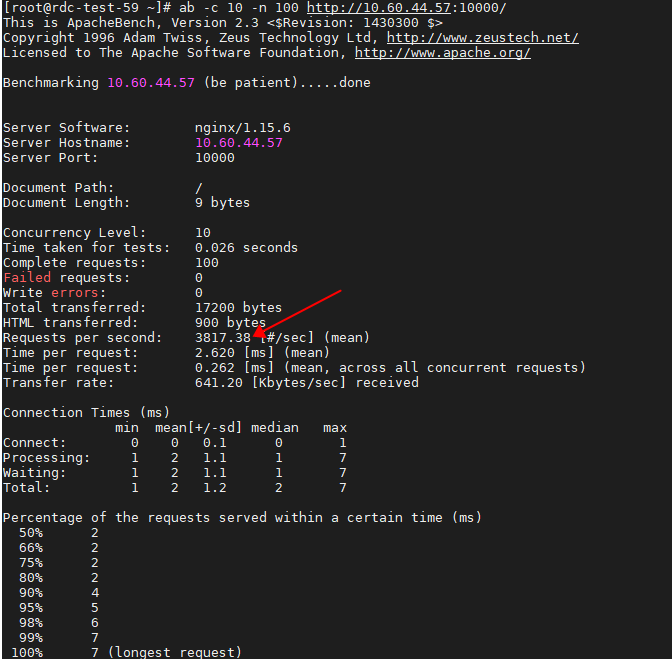 [root@rdc-test-59 ~]# ab -c 10 -n 100 http://10.60.44.57:10000/
This is ApacheBench, Version 2.3 <$Revision: 1430300 $>
Copyright 1996 Adam Twiss, Zeus Technology Ltd, http://www.zeustech.net/
Licensed to The Apache Software Foundation, http://www.apache.org/

Benchmarking 10.60.44.57 (be patient).....done


Server Software:        nginx/1.15.6
Server Hostname:        10.60.44.57
Server Port:            10000

Document Path:          /
Document Length:        9 bytes

Concurrency Level:      10
Time taken for tests:   0.026 seconds
Complete requests:      100
Failed requests:        0
Write errors:           0
Total transferred:      17200 bytes
HTML transferred:       900 bytes
Requests per second:    3817.38 [#/sec] (mean)
Time per request:       2.620 [ms] (mean)
Time per request:       0.262 [ms] (mean, across all concurrent requests)
Transfer rate:          641.20 [Kbytes/sec] received

Connection Times (ms)
              min  mean[+/-sd] median   max
Connect:        0    0   0.1      0       1
Processing:     1    2   1.1      1       7
Waiting:        1    2   1.1      1       7
Total:          1    2   1.2      2       7

Percentage of the requests served within a certain time (ms)
  50%      2
  66%      2
  75%      2
  80%      2
  90%      4
  95%      5
  98%      6
  99%      7
 100%      7 (longest request)